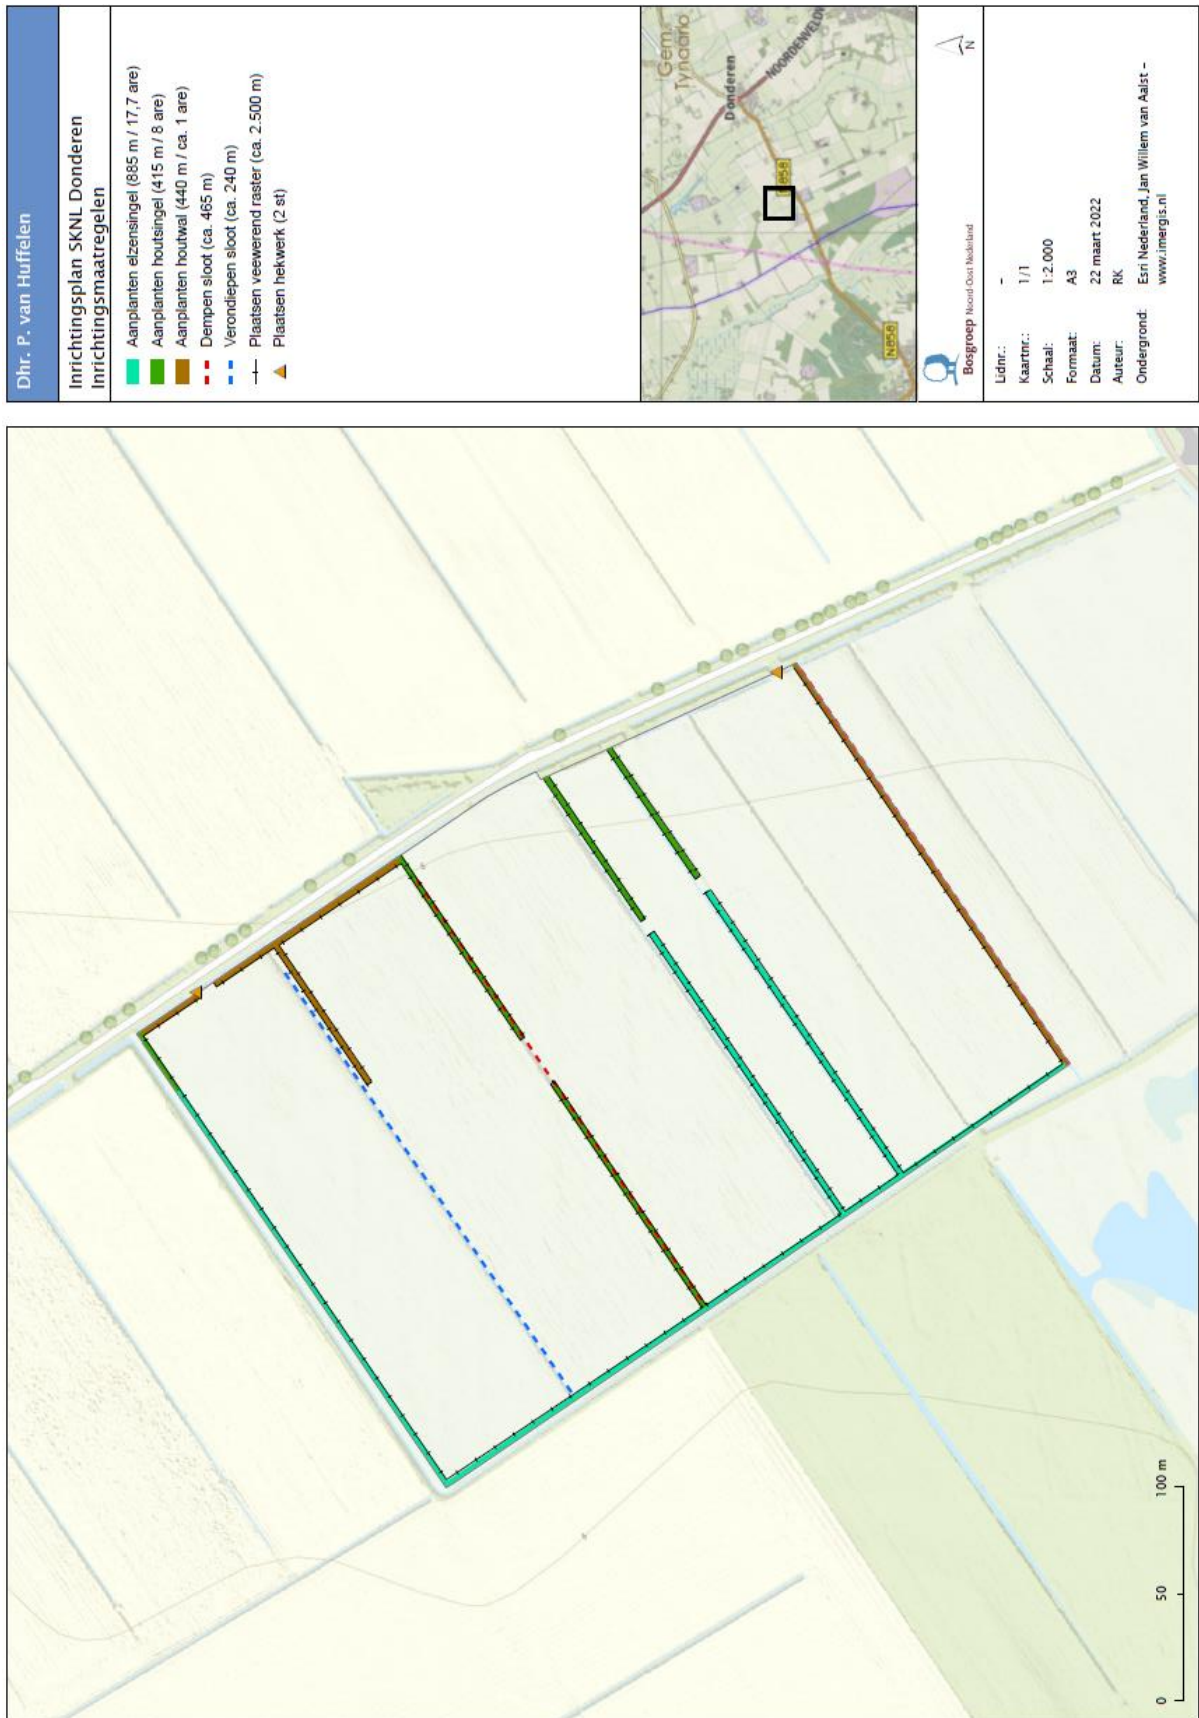 Dhr. P. van Huffelen
Inrichtingsplan SKNL Donderen
Inrichtingsmaatregelen
Aanplanten elzensingel (885 m / 17,7 are)
Aanplanten houtsingel (415 m / 8 are)
Aanplanten houtwal (440 m / ca. 1 are)
Dempen sloot (ca. 465 m)
Verondiepen sloot (ca. 240 m)
Plaatsen veewerend raster (ca. 2.500 m)
Plaatsen hekwerk (2 st)
Gem.
Tynaarlo
Donderen
NOORDENVELDW
N858
N858
Bosgroep Noord-Oost Nederland
N
Lidnr.: –
Kaartnr.: 1/1
Schaal: 1:2.000
Formaat: A3
Datum: 22 maart 2022
Auteur: RK
Ondergrond: Esri Nederland, Jan Willem van Aalst –
www.imergis.nl
0 50 100 m